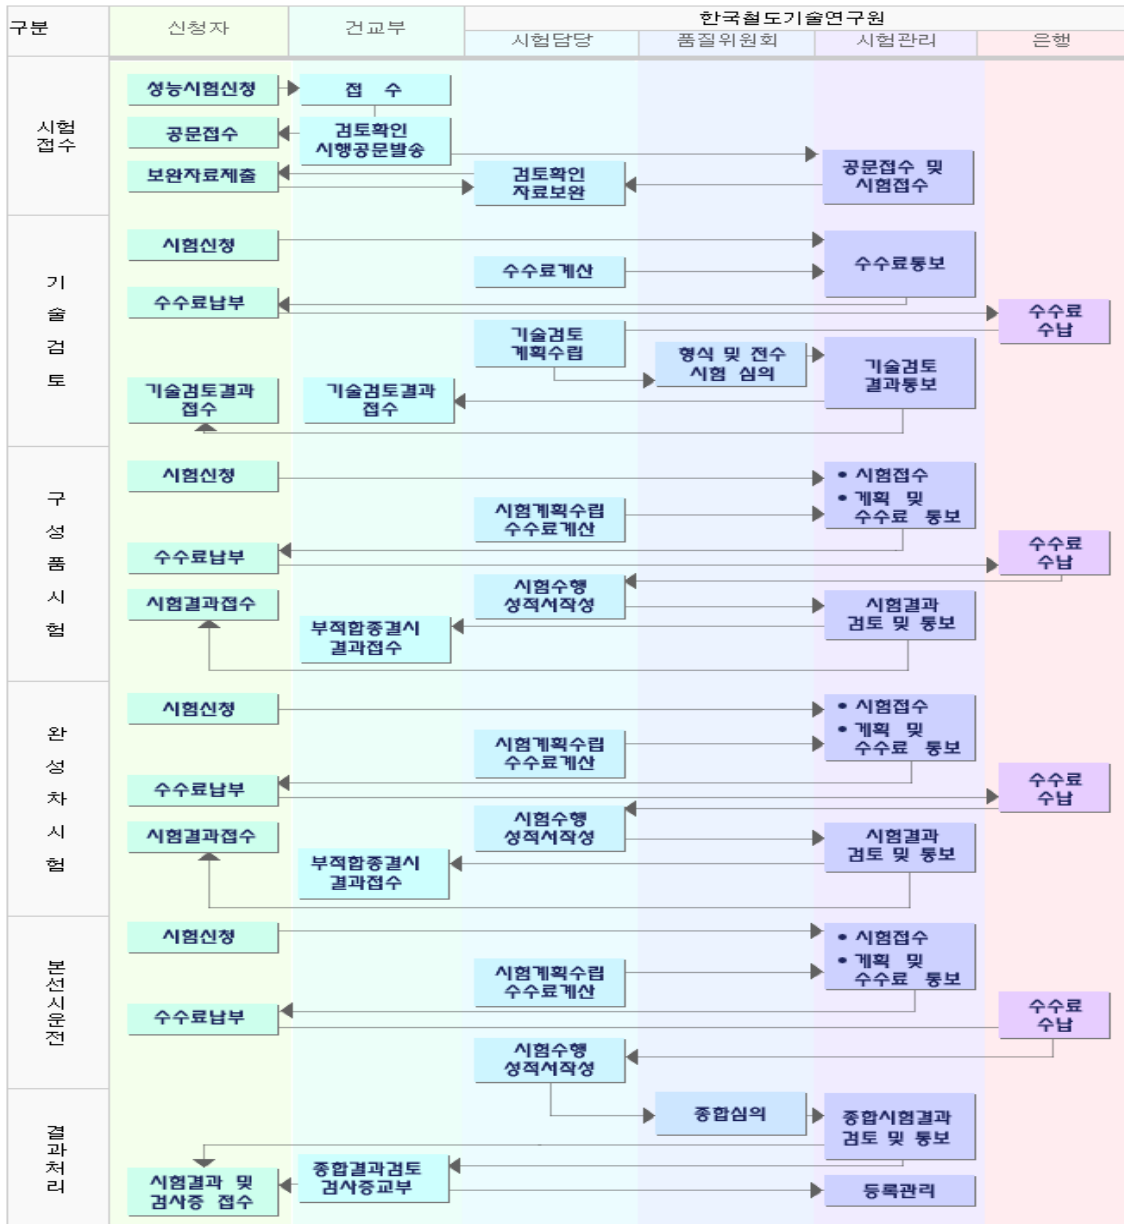 구분
신청자
건교부
한국철도기술연구원
시험담당
품질위원회
시험관리
은행
시험
접수
성능시험신청
접 수
공문접수
검토확인
시행공문발송
보완자료제출
검토확인
자료보완
공문접수 및
시험접수
기
술
검
토
시험신청
수수료계산
수수료통보
수수료납부
수수료
수납
기술검토
계획수립
형식 및 전수
시험 심의
기술검토
결과통보
기술검토결과
접수
기술검토결과
접수
구
성
품
시
험
시험신청
• 시험접수
• 계획 및
수수료 통보
시험계획수립
수수료계산
수수료납부
수수료
수납
시험수행
성적서작성
시험결과접수
시험결과
검토 및 통보
부적합종결시
결과접수
완
성
차
시
험
시험신청
• 시험접수
• 계획 및
수수료 통보
시험계획수립
수수료계산
수수료납부
수수료
수납
시험수행
성적서작성
시험결과접수
시험결과
검토 및 통보
부적합종결시
결과접수
본
선
시
운
전
시험신청
• 시험접수
• 계획 및
수수료 통보
시험계획수립
수수료계산
수수료납부
수수료
수납
시험수행
성적서작성
결
과
처
리
종합심의
종합시험결과
검토 및 통보
시험결과 및
검사증 접수
종합결과검토
검사증교부
등록관리